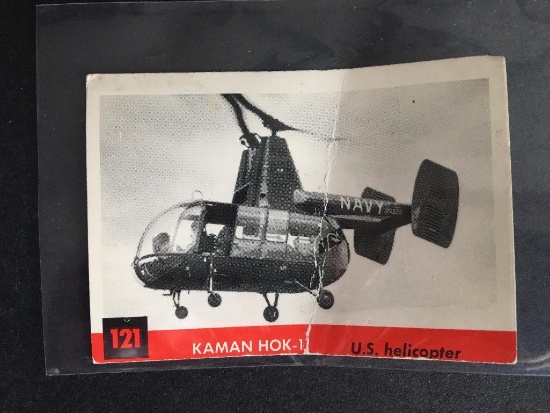 NAVY
121 KAMAN HOK-1 U.S. helicopter